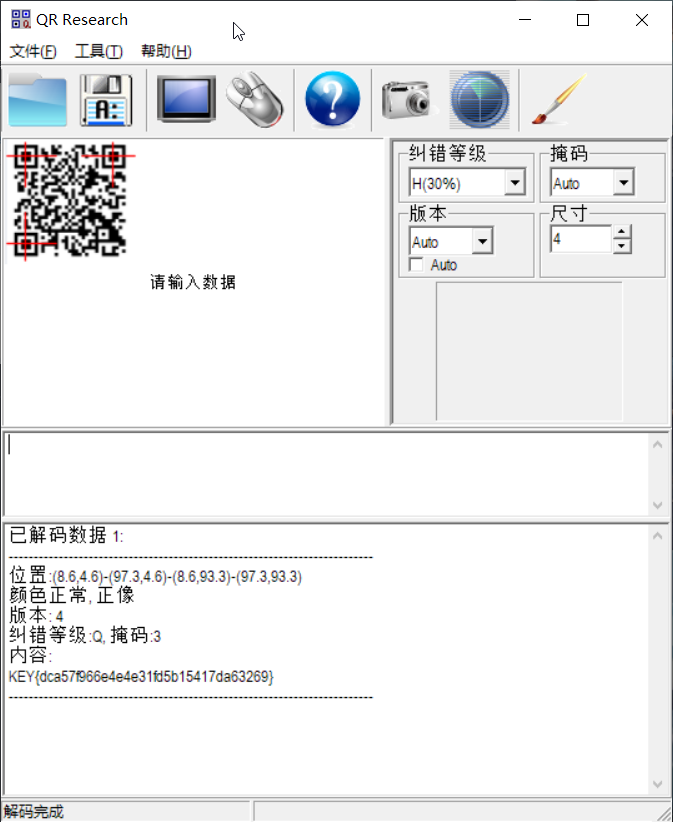 QR Research
文件(F) 工具(T) 帮助(H)
A:
?
纠错等级 掩码
H(30%) Auto
版本 尺寸
Auto 4
Auto
请输入数据
已解码数据 1:
---------------------------------------------------------------------------
位置:(8.6,4.6)-(97.3,4.6)-(8.6,93.3)-(97.3,93.3)
颜色正常, 正像
版本: 4
纠错等级:Q, 掩码:3
内容:
KEY{dca57f966e4e4e31fd5b15417da63269}
---------------------------------------------------------------------------
解码完成